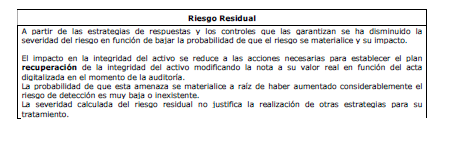 Riesgo Residual
A partir de las estrategias de respuestas y los controles que las garantizan se ha disminuido la
severidad del riesgo en función de bajar la probabilidad de que el riesgo se materialice y su impacto.
El impacto en la integridad del activo se reduce a las acciones necesarias para establecer el plan
recuperación de la integridad del activo modificando la nota a su valor real en función del acta
digitalizada en el momento de la auditoría.
La probabilidad de que esta amenaza se materialice a raíz de haber aumentado considerablemente el
riesgo de detección es muy baja o inexistente.
La severidad calculada del riesgo residual no justifica la realización de otras estrategias para su
tratamiento.